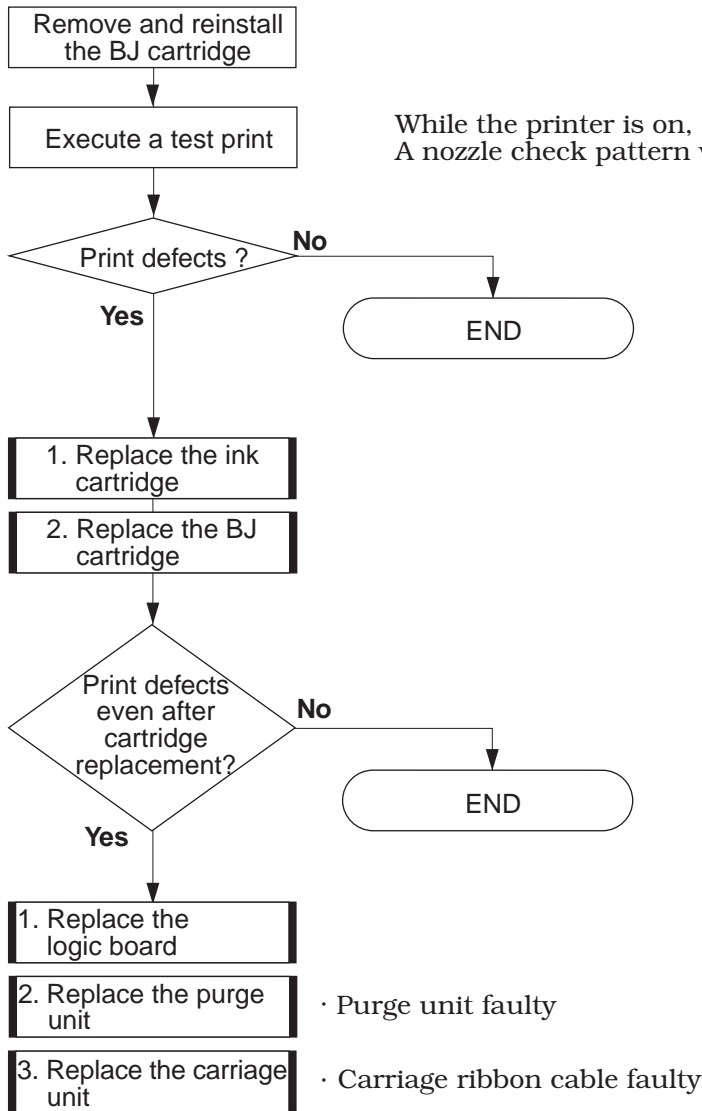 Remove and reinstall
the BJ cartridge
Execute a test print
While the printer is on,
A nozzle check pattern
Print defects ?
No
Yes
END
1. Replace the ink
cartridge
2. Replace the BJ
cartridge
Print defects
even after
cartridge
replacement?
No
END
Yes
1. Replace the
logic board
2. Replace the purge
unit
· Purge unit faulty
3. Replace the carriage
unit
· Carriage ribbon cable faulty